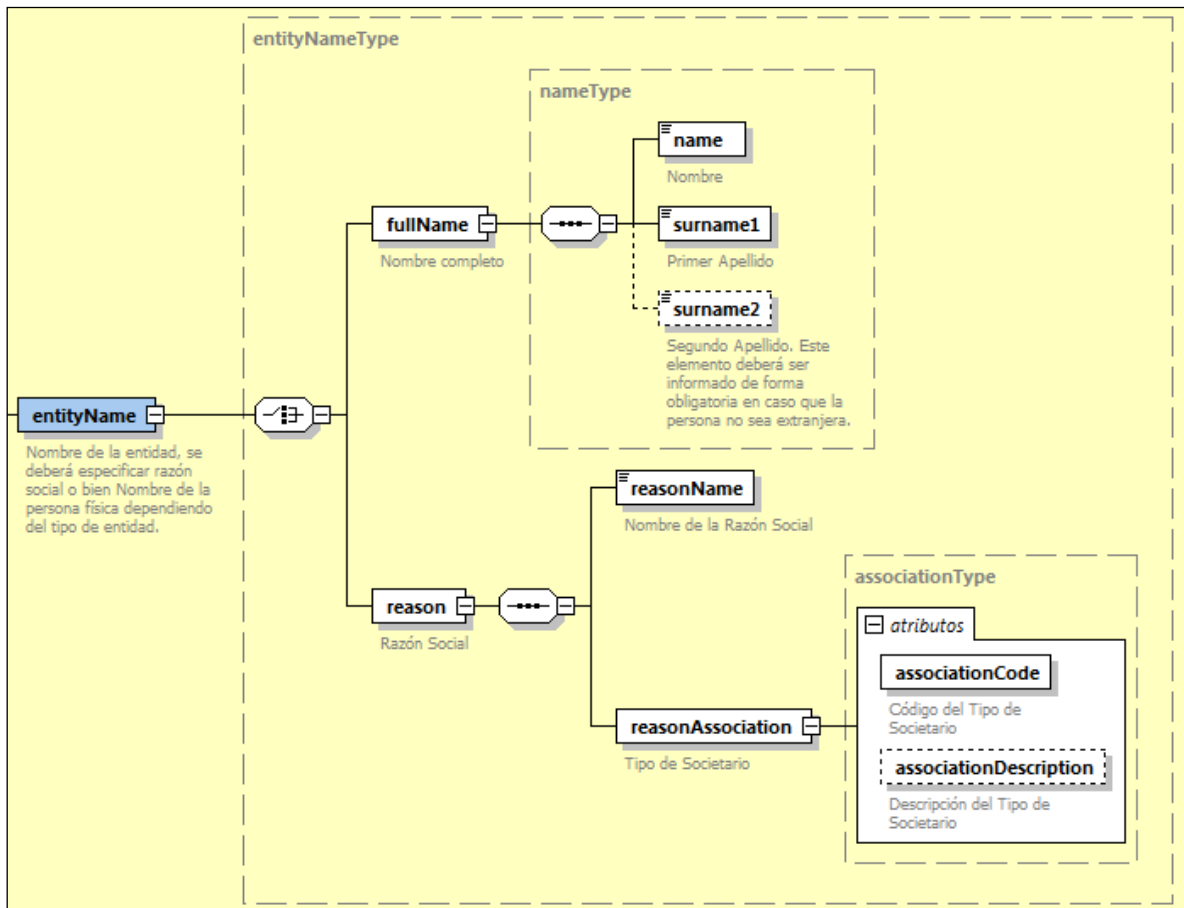 entityNameType
nameType
name
Nombre
fullName
Nombre completo
surname1
Primer Apellido
surname2
Segundo Apellido. Este
elemento deberá ser
informado de forma
obligatoria en caso que la
persona no sea extranjera.
entityName
Nombre de la entidad, se
deberá especificar razón
social o bien Nombre de la
persona física dependiendo
del tipo de entidad.
reasonName
Nombre de la Razón Social
reason
Razón Social
associationType
atributos
associationCode
Código del Tipo de
Societario
reasonAssociation
Tipo de Societario
associationDescription
Descripción del Tipo de
Societario